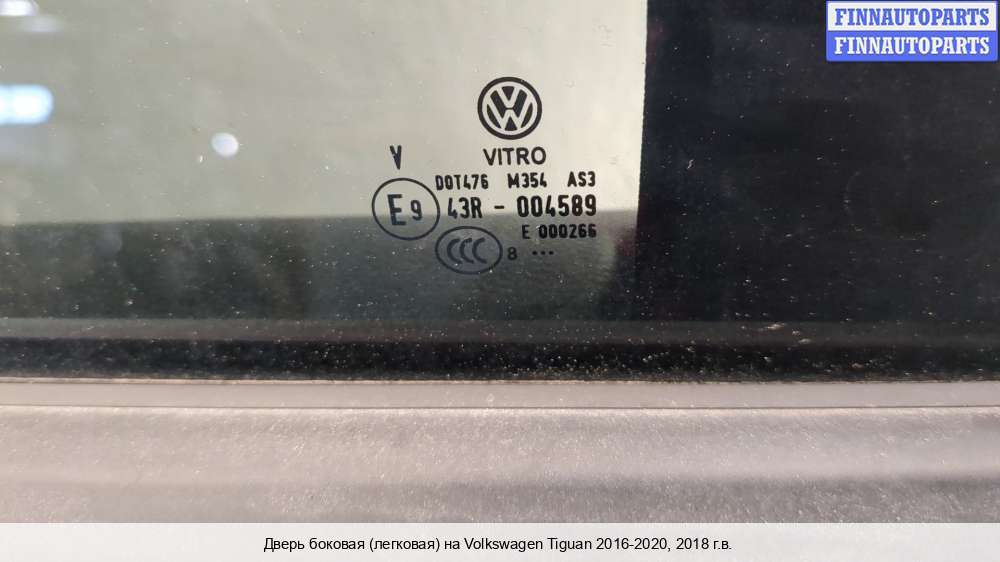 FINNAUTOPARTS
FINNAUTOPARTS
VW
VITRO
V
DOT476 M354 AS3
E9 43R - 004589
E 000266
CCC 8 ...
Дверь боковая (легковая) на Volkswagen Tiguan 2016-2020, 2018 г.в.